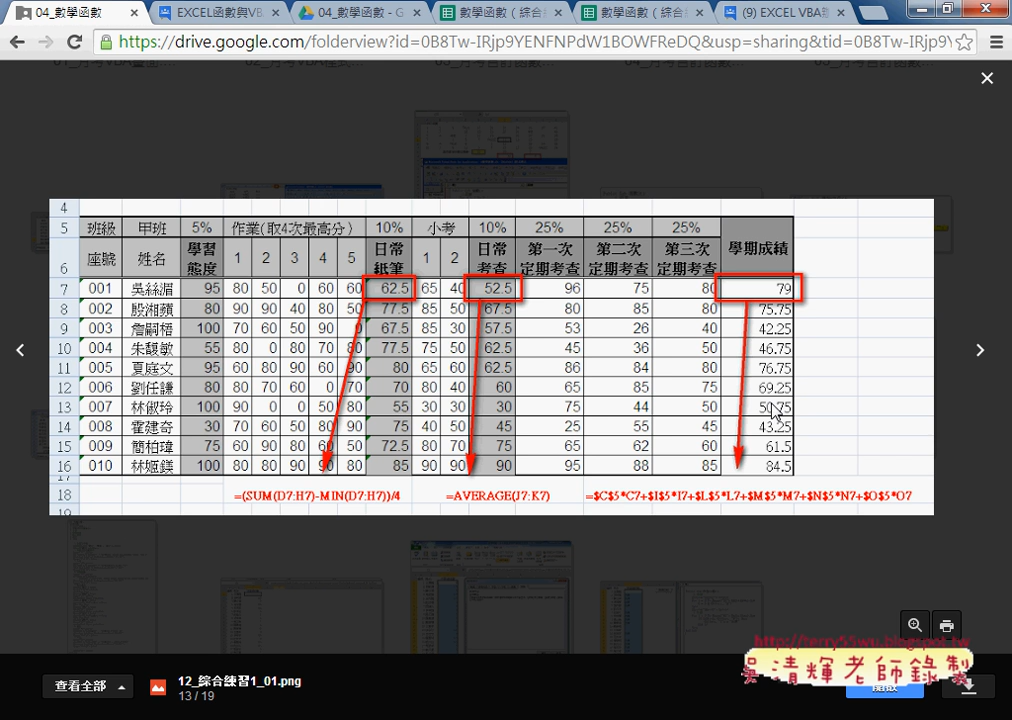 04_數學函數
EXCEL函數與VB
04_數學函數 - G
數學函數（綜合
數學函數（綜合
(9) EXCEL VBA
https://drive.google.com/folderview?id=0B8Tw-IRjp9YENFNPdW1BOWFReDQ&usp=sharing&tid=0B8Tw-IRjp9
4
5 班級 甲班 5% 作業(取4次最高分) 10% 小考 10% 25% 25% 25%
6 座號 姓名 學習態度 1 2 3 4 5 日常紙筆 1 2 日常考查 第一次定期考查 第二次定期考查 第三次定期考查 學期成績
7 001 吳絲湄 95 80 50 0 60 60 62.5 65 40 52.5 96 75 80 79
8 002 殷湘蘋 80 90 90 40 80 50 77.5 85 50 67.5 80 85 80 75.75
9 003 詹嗣梧 100 70 60 50 90 0 67.5 85 30 57.5 53 26 40 42.25
10 004 朱馥敏 55 80 0 80 70 80 77.5 75 50 62.5 45 36 50 46.75
11 005 夏庭文 95 60 80 90 60 90 80 65 60 62.5 86 84 80 76.75
12 006 劉任謙 80 80 70 60 0 70 70 80 40 60 65 85 75 69.25
13 007 林俶玲 100 90 0 0 50 80 55 30 30 30 75 44 50 50.75
14 008 霍建奇 30 70 60 50 80 90 75 40 50 45 25 55 45 43.25
15 009 簡柏瑋 75 60 90 80 60 50 72.5 80 70 75 65 62 60 61.5
16 010 林姬鎂 100 80 80 90 90 80 85 90 90 90 95 88 85 84.5
17
18 =(SUM(D7:H7)-MIN(D7:H7))/4 =AVERAGE(J7:K7) =$C$5*C7+$I$5*I7+$L$5*L7+$M$5*M7+$N$5*N7+$O$5*O7
19
http://terry55wu.blogspot.tw
吳清輝老師錄製
查看全部
12_綜合練習1_01.png
13 / 19